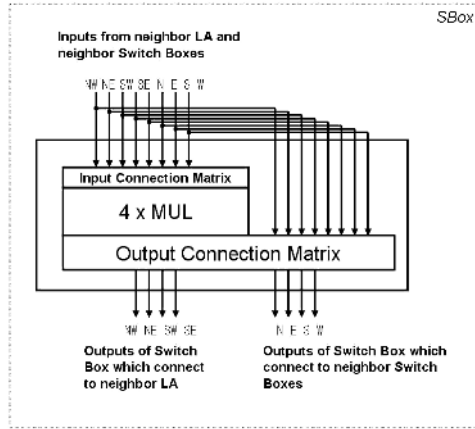 SBox
Inputs from neighbor LA and
neighbor Switch Boxes
NW NE SW SE N E S W
Input Connection Matrix
4 x MUL
Output Connection Matrix
NW NE SW SE
N E S W
Outputs of Switch
Box which connect
to neighbor LA
Outputs of Switch Box which
connect to neighbor Switch
Boxes